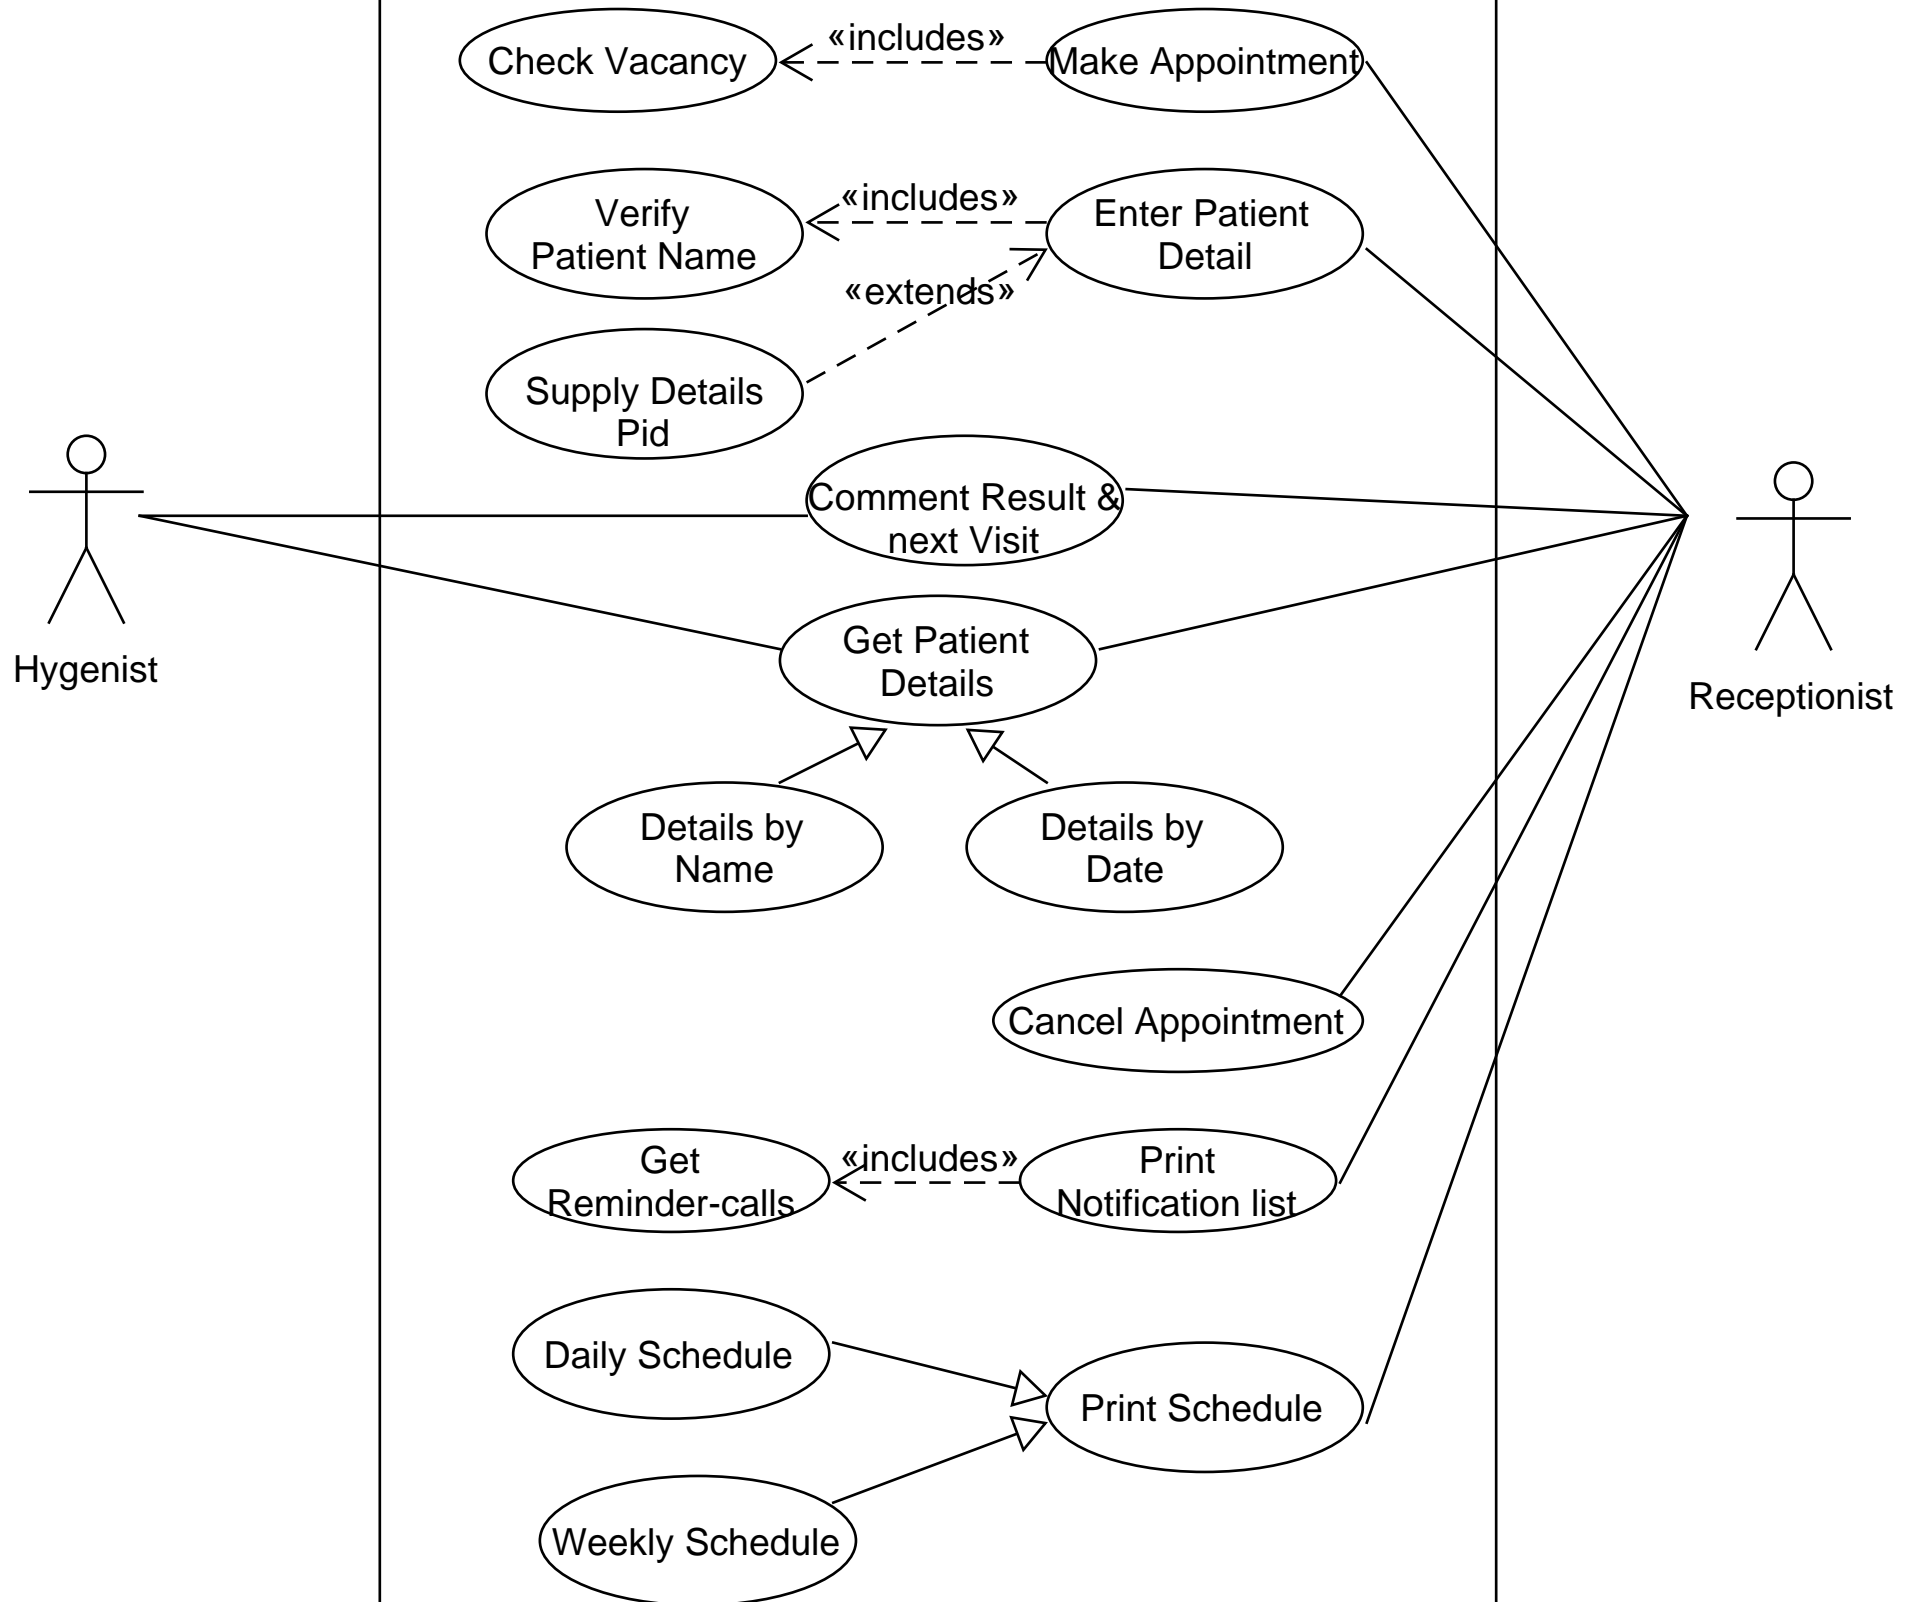 Check Vacancy
«includes»
Make Appointment
Verify
Patient Name
«includes»
Enter Patient
Detail
«extends»
Supply Details
Pid
Comment Result &
next Visit
Hygenist
Get Patient
Details
Receptionist
Details by
Name
Details by
Date
Cancel Appointment
Get
Reminder-calls
«includes»
Print
Notification list
Daily Schedule
Print Schedule
Weekly Schedule